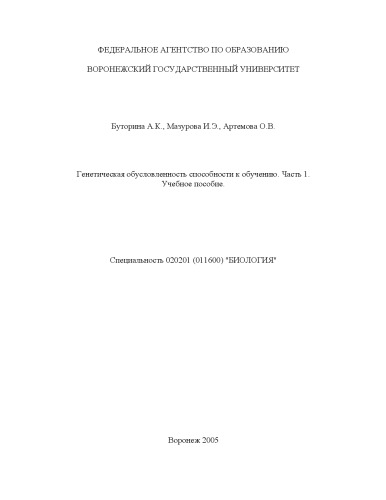 ФЕДЕРАЛЬНОЕ АГЕНТСТВО ПО ОБРАЗОВАНИЮ
ВОРОНЕЖСКИЙ ГОСУДАРСТВЕННЫЙ УНИВЕРСИТЕТ
Буторина А.К., Мазурова И.Э., Артемова О.В.
Генетическая обусловленность способности к обучению. Часть 1.
Учебное пособие.
Специальность 020201 (011600) "БИОЛОГИЯ"
Воронеж 2005